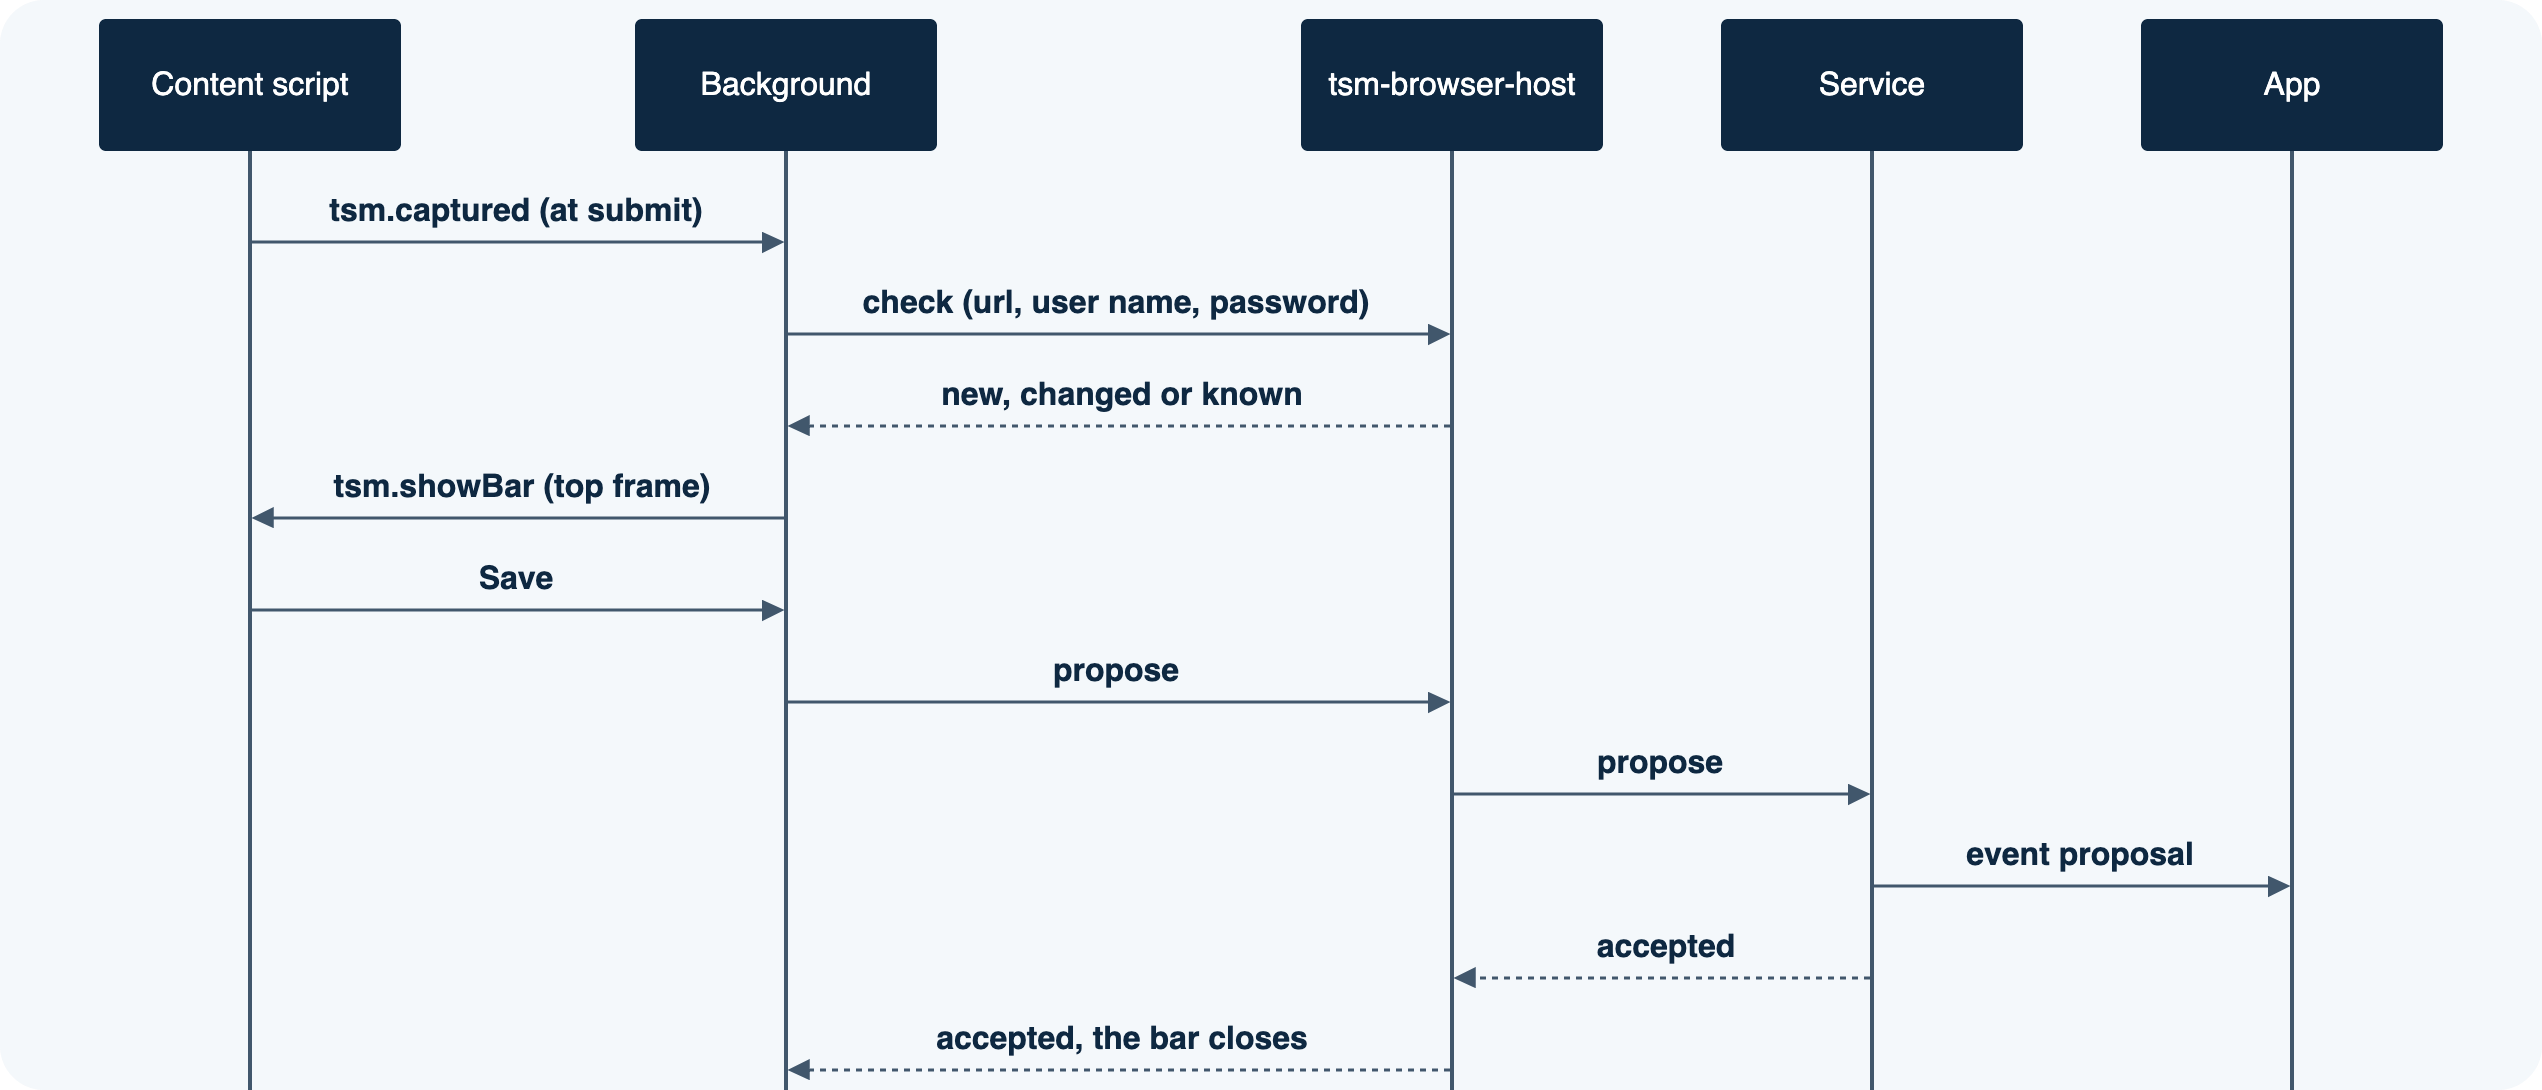 Content script
Background
tsm-browser-host
Service
App
tsm.captured (at submit)
check (url, user name, password)
new, changed or known
tsm.showBar (top frame)
Save
propose
propose
event proposal
accepted
accepted, the bar closes